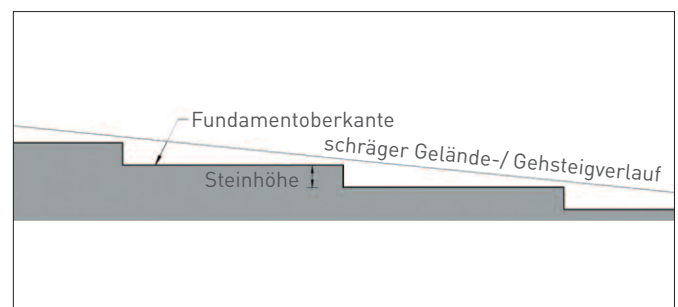 Fundamentoberkante
schräger Gelände-/ Gehsteigverlauf
Steinhöhe